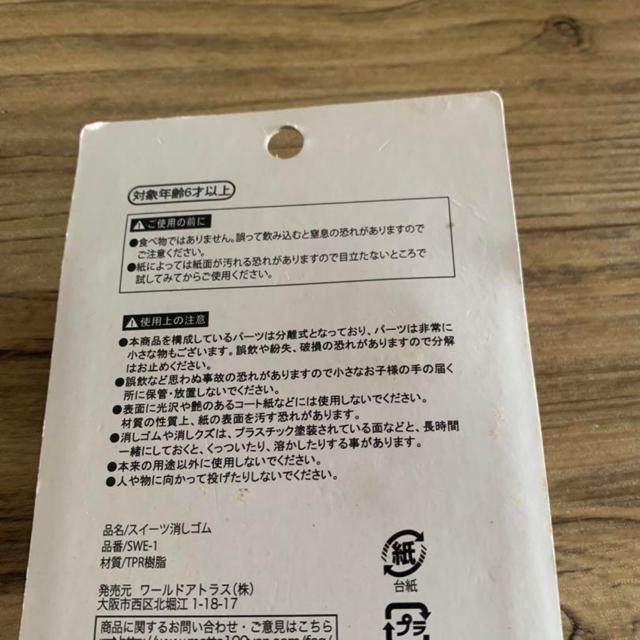 対象年齢6才以上
ご使用の前に
●食べ物ではありません。誤って飲み込むと窒息の恐れがありますので
ご注意ください。
●紙によっては紙面が汚れる恐れがありますので目立たないところで
試してみてからご使用ください。
使用上の注意
●本商品を構成しているパーツは分離式となっており、パーツは非常に
小さな物もございます。誤飲や紛失、破損の恐れがありますので分解
はお止めください。
●誤飲など思わぬ事故の恐れがありますので小さなお子様の手の届く
所に保管・放置しないでください。
●表面に光沢や艶のあるコート紙などには使用しないでください。
材質の性質上、紙の表面を汚す恐れがあります。
●消しゴムや消しクズは、プラスチック塗装されている面などと、長時間
一緒にしておくと、くっついたり、溶かしたりする事があります。
●本来の用途以外に使用しないでください。
●人や物に向かって投げたりしないでください。
品名/スイーツ消しゴム
品番/SWE-1
材質/TPR樹脂
紙
台紙
発売元 ワールドアトラス(株)
大阪市西区北堀江1-18-17
プラ
商品に関するお問い合わせ・ご意見はこちら